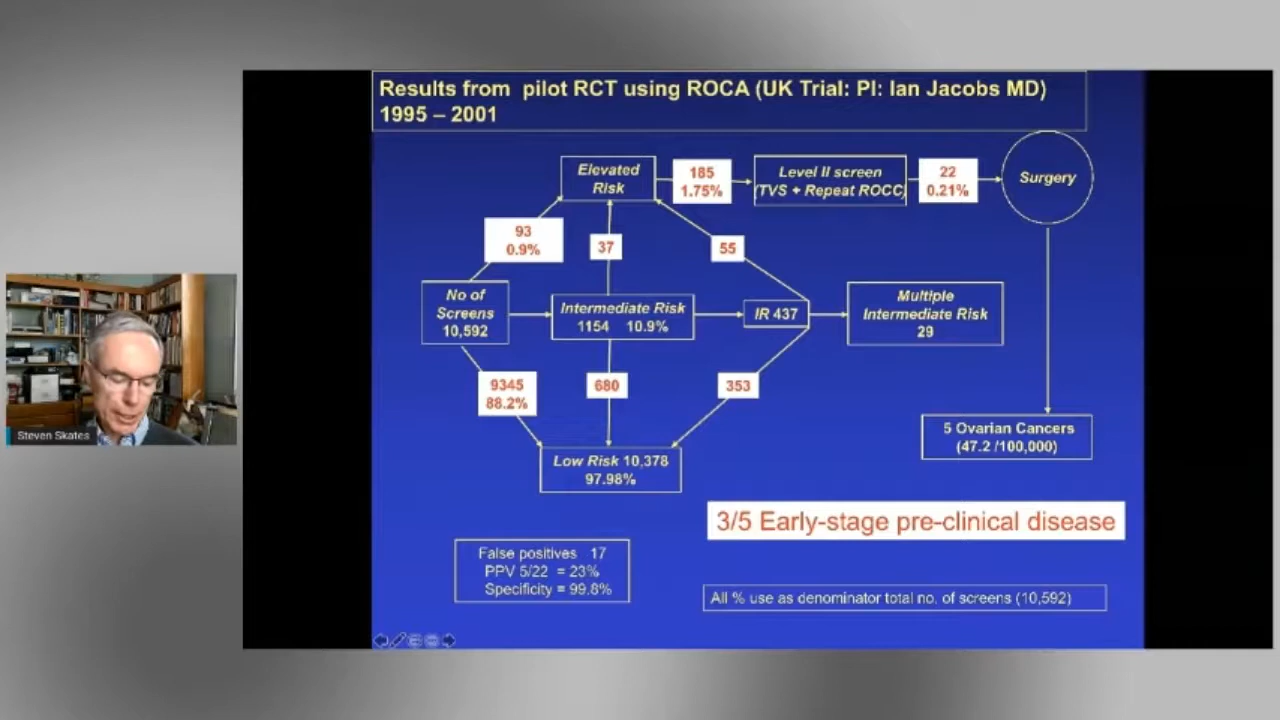 Results from pilot RCT using ROCA (UK Trial: PI: Ian Jacobs MD)
1995 – 2001
Elevated
Risk
185
1.75%
Level II screen
(TVS + Repeat ROCC)
22
0.21%
Surgery
93
0.9%
37
55
No of
Screens
10,592
Intermediate Risk
1154 10.9%
IR 437
Multiple
Intermediate Risk
29
9345
88.2%
680
353
Low Risk 10,378
97.98%
5 Ovarian Cancers
(47.2 /100,000)
3/5 Early-stage pre-clinical disease
False positives 17
PPV 5/22 = 23%
Specificity = 99.8%
All % use as denominator total no. of screens (10,592)
Steven Skates